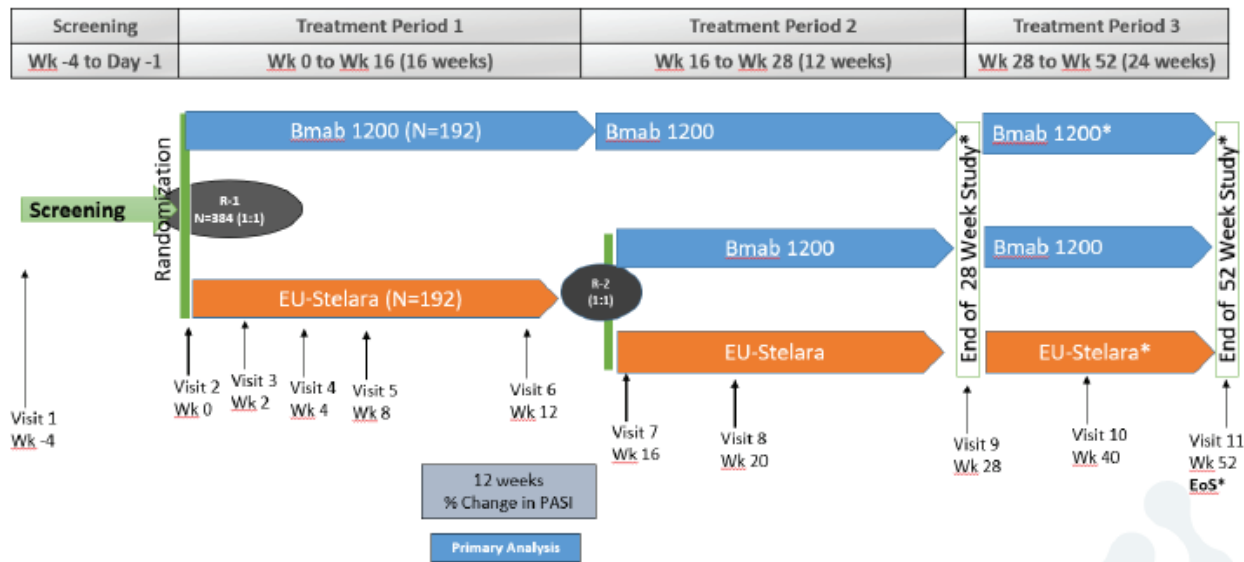 Screening
Treatment Period 1
Treatment Period 2
Treatment Period 3
Wk -4 to Day -1
Wk 0 to Wk 16 (16 weeks)
Wk 16 to Wk 28 (12 weeks)
Wk 28 to Wk 52 (24 weeks)
Randomization
Bmab 1200 (N=192)
Bmab 1200
End of 28 Week Study*
Bmab 1200*
End of 52 Week Study*
Screening
R-1
N=384 (1:1)
Bmab 1200
Bmab 1200
R-2
(1:1)
EU-Stelara (N=192)
EU-Stelara
EU-Stelara*
Visit 1
Wk -4
Visit 2
Wk 0
Visit 3
Wk 2
Visit 4
Wk 4
Visit 5
Wk 8
Visit 6
Wk 12
Visit 7
Wk 16
Visit 8
Wk 20
Visit 9
Wk 28
Visit 10
Wk 40
Visit 11
Wk 52
EoS*
12 weeks
% Change in PASI
Primary Analysis